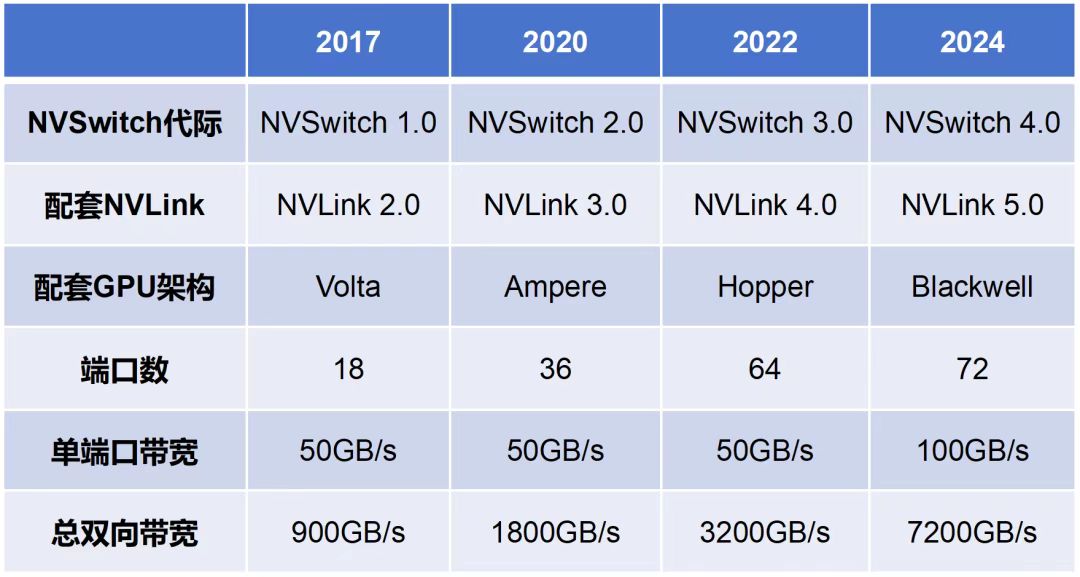 2017 2020 2022 2024
NVSwitch代际 NVSwitch 1.0 NVSwitch 2.0 NVSwitch 3.0 NVSwitch 4.0
配套NVLink NVLink 2.0 NVLink 3.0 NVLink 4.0 NVLink 5.0
配套GPU架构 Volta Ampere Hopper Blackwell
端口数 18 36 64 72
单端口带宽 50GB/s 50GB/s 50GB/s 100GB/s
总双向带宽 900GB/s 1800GB/s 3200GB/s 7200GB/s